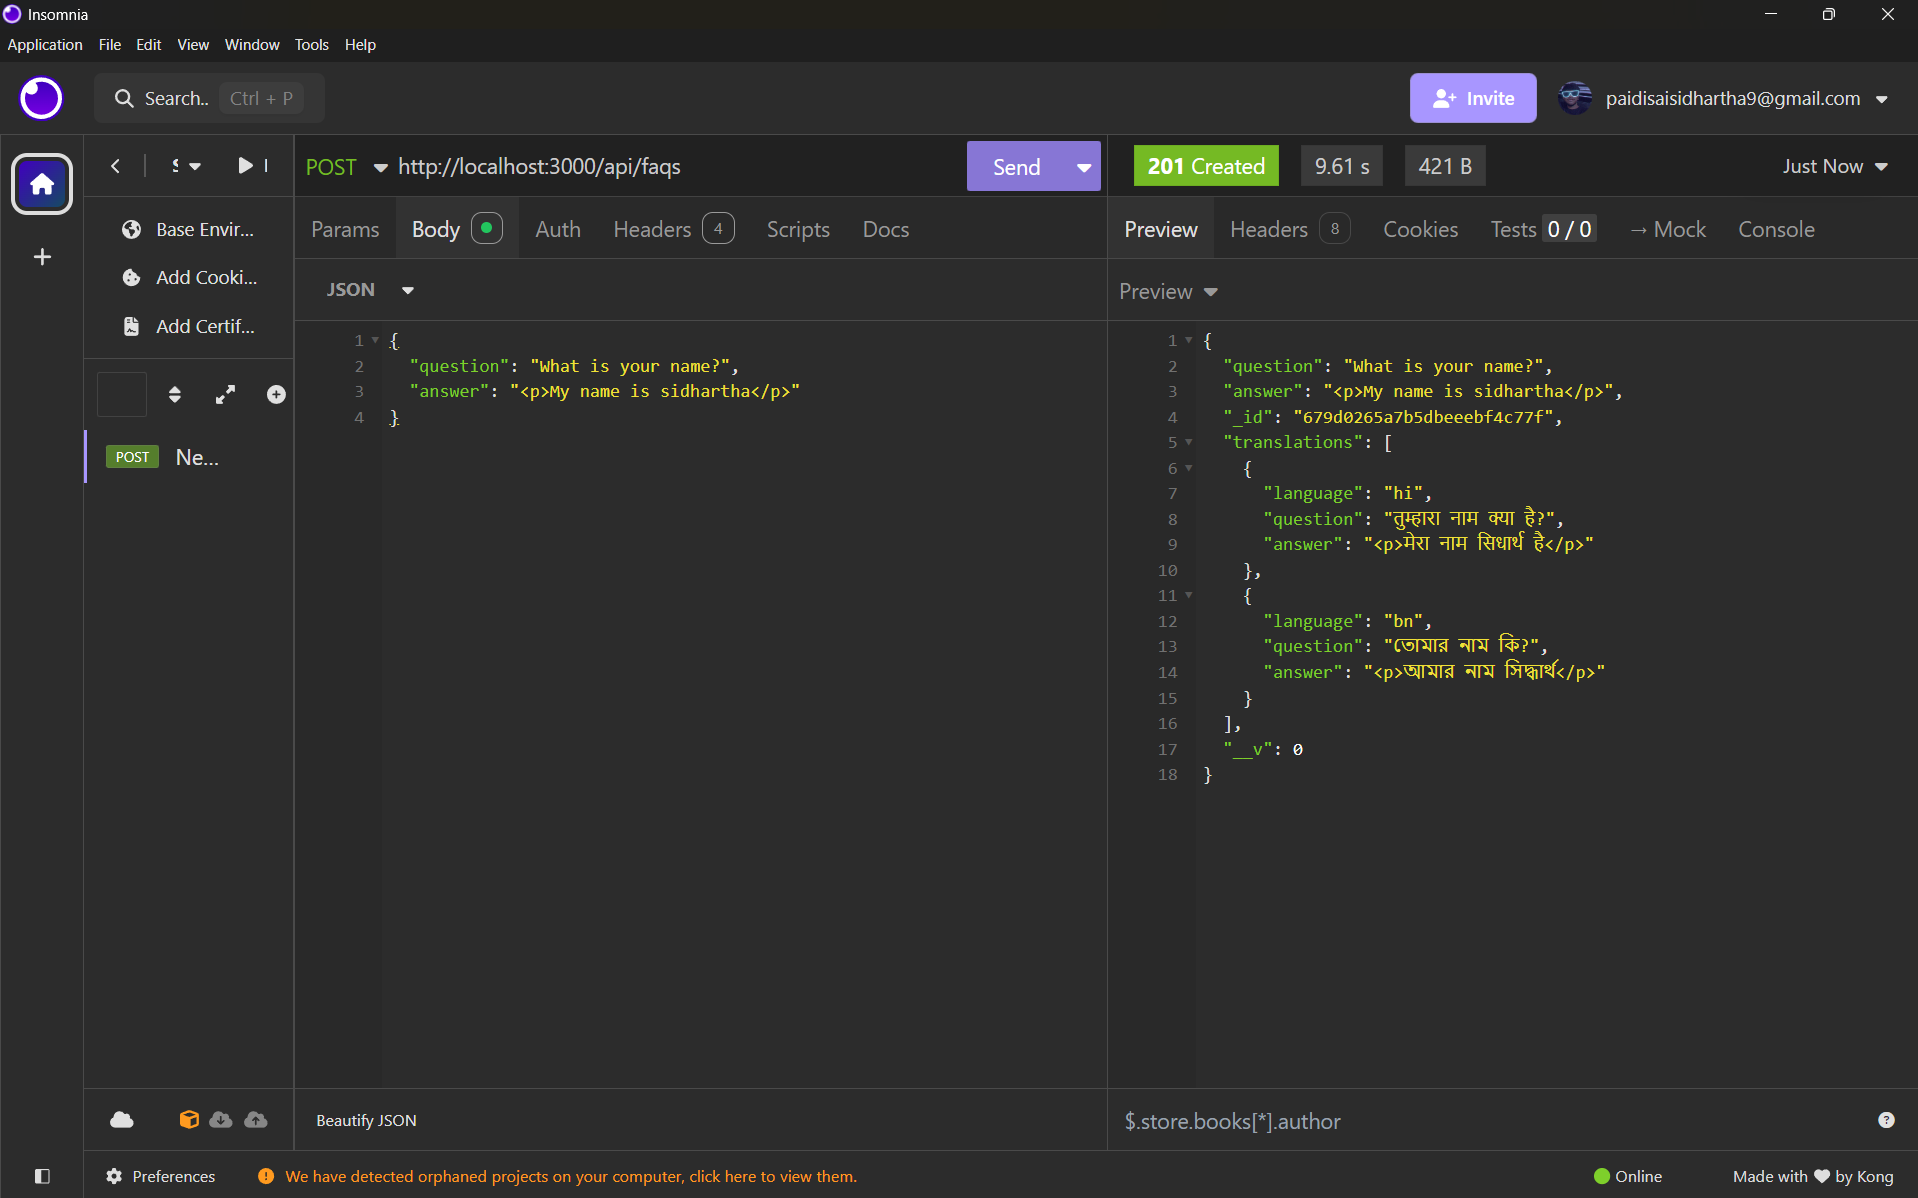 Insomnia
Application File Edit View Window Tools Help
Search.. Ctrl + P
Invite
paidisaisidhartha9@gmail.com
POST http://localhost:3000/api/faqs
Send
201 Created 9.61 s 421 B
Just Now
Base Envir...
Add Cooki...
Add Certif...
POST Ne...
Params Body Auth Headers 4 Scripts Docs
Preview Headers 8 Cookies Tests 0 / 0 → Mock Console
JSON
Preview
1 {
2 "question": "What is your name?",
3 "answer": "<p>My name is sidhartha</p>"
4 }
1 {
2 "question": "What is your name?",
3 "answer": "<p>My name is sidhartha</p>",
4 "_id": "679d0265a7b5dbeeebf4c77f",
5 "translations": [
6 {
7 "language": "hi",
8 "question": "तुम्हारा नाम क्या है?",
9 "answer": "<p>मेरा नाम सिधार्थ है</p>"
10 },
11 {
12 "language": "bn",
13 "question": "তোমার নাম কি?",
14 "answer": "<p>আমার নাম সিদ্ধার্থ</p>"
15 }
16 ],
17 "__v": 0
18 }
Beautify JSON
$.store.books[*].author
Preferences
We have detected orphaned projects on your computer, click here to view them.
Online
Made with ♥ by Kong